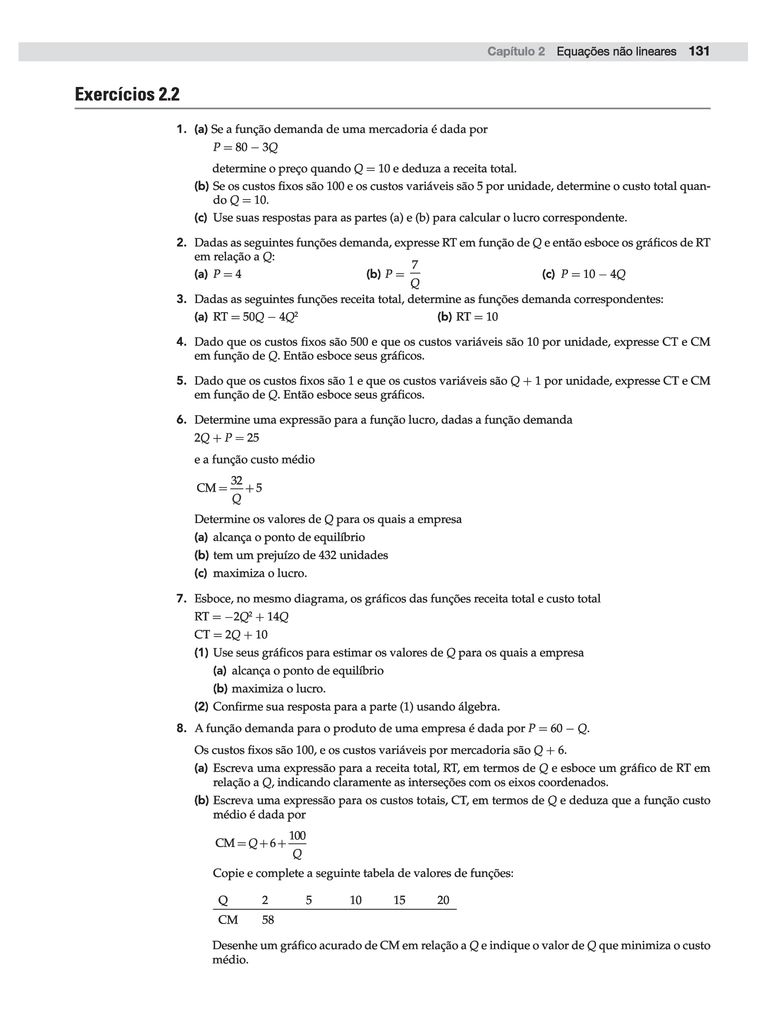 Capítulo 2 Equações não lineares 131
Exercícios 2.2
1. (a) Se a função demanda de uma mercadoria é dada por
P = 80 − 3Q
determine o preço quando Q = 10 e deduza a receita total.
(b) Se os custos fixos são 100 e os custos variáveis são 5 por unidade, determine o custo total quan-
do Q = 10.
(c) Use suas respostas para as partes (a) e (b) para calcular o lucro correspondente.
2. Dadas as seguintes funções demanda, expresse RT em função de Q e então esboce os gráficos de RT
em relação a Q:
(a) P = 4 (b) P = 7/Q (c) P = 10 − 4Q
3. Dadas as seguintes funções receita total, determine as funções demanda correspondentes:
(a) RT = 50Q − 4Q² (b) RT = 10
4. Dado que os custos fixos são 500 e que os custos variáveis são 10 por unidade, expresse CT e CM
em função de Q. Então esboce seus gráficos.
5. Dado que os custos fixos são 1 e que os custos variáveis são Q + 1 por unidade, expresse CT e CM
em função de Q. Então esboce seus gráficos.
6. Determine uma expressão para a função lucro, dadas a função demanda
2Q + P = 25
e a função custo médio
CM = 32/Q + 5
Determine os valores de Q para os quais a empresa
(a) alcança o ponto de equilíbrio
(b) tem um prejuízo de 432 unidades
(c) maximiza o lucro.
7. Esboce, no mesmo diagrama, os gráficos das funções receita total e custo total
RT = −2Q² + 14Q
CT = 2Q + 10
(1) Use seus gráficos para estimar os valores de Q para os quais a empresa
(a) alcança o ponto de equilíbrio
(b) maximiza o lucro.
(2) Confirme sua resposta para a parte (1) usando álgebra.
8. A função demanda para o produto de uma empresa é dada por P = 60 − Q.
Os custos fixos são 100, e os custos variáveis por mercadoria são Q + 6.
(a) Escreva uma expressão para a receita total, RT, em termos de Q e esboce um gráfico de RT em
relação a Q, indicando claramente as interseções com os eixos coordenados.
(b) Escreva uma expressão para os custos totais, CT, em termos de Q e deduza que a função custo
médio é dada por
CM = Q + 6 + 100/Q
Copie e complete a seguinte tabela de valores de funções:
Q 2 5 10 15 20
CM 58
Desenhe um gráfico acurado de CM em relação a Q e indique o valor de Q que minimiza o custo
médio.